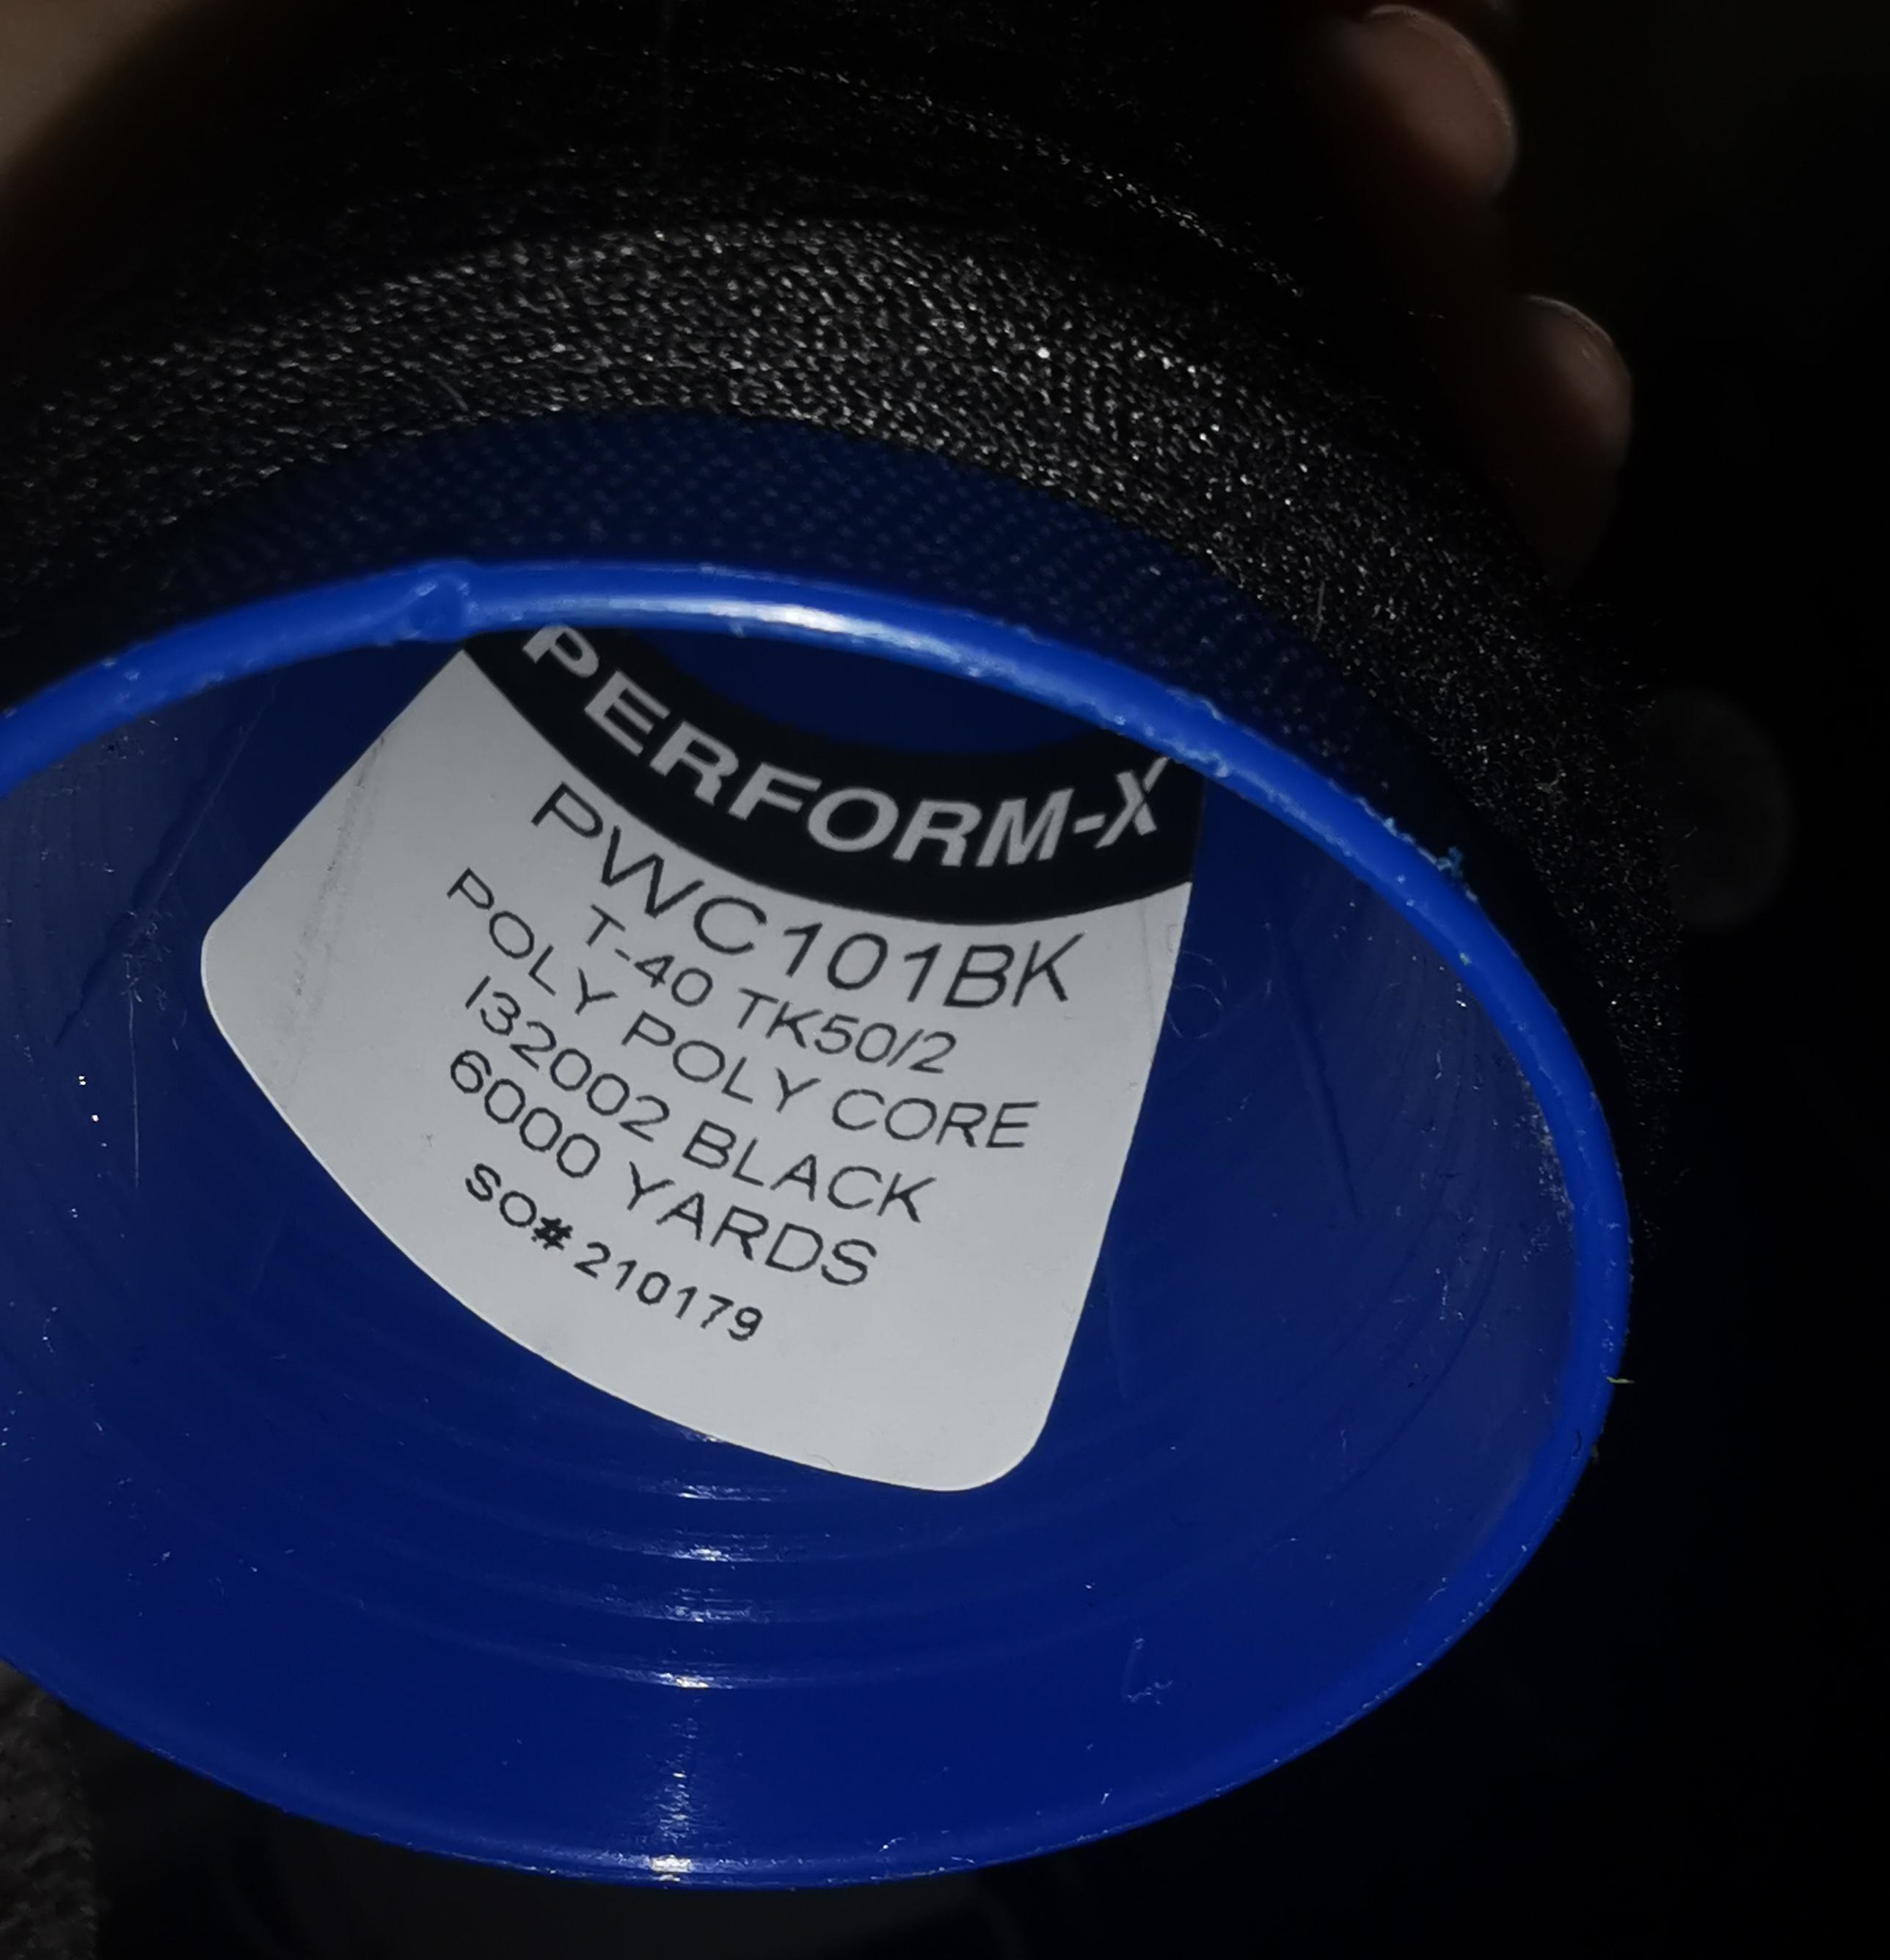 PERFORM-X
PWC101BK
T-40 TK50/2
POLY POLY CORE
I32002 BLACK
6000 YARDS
SO# 210179